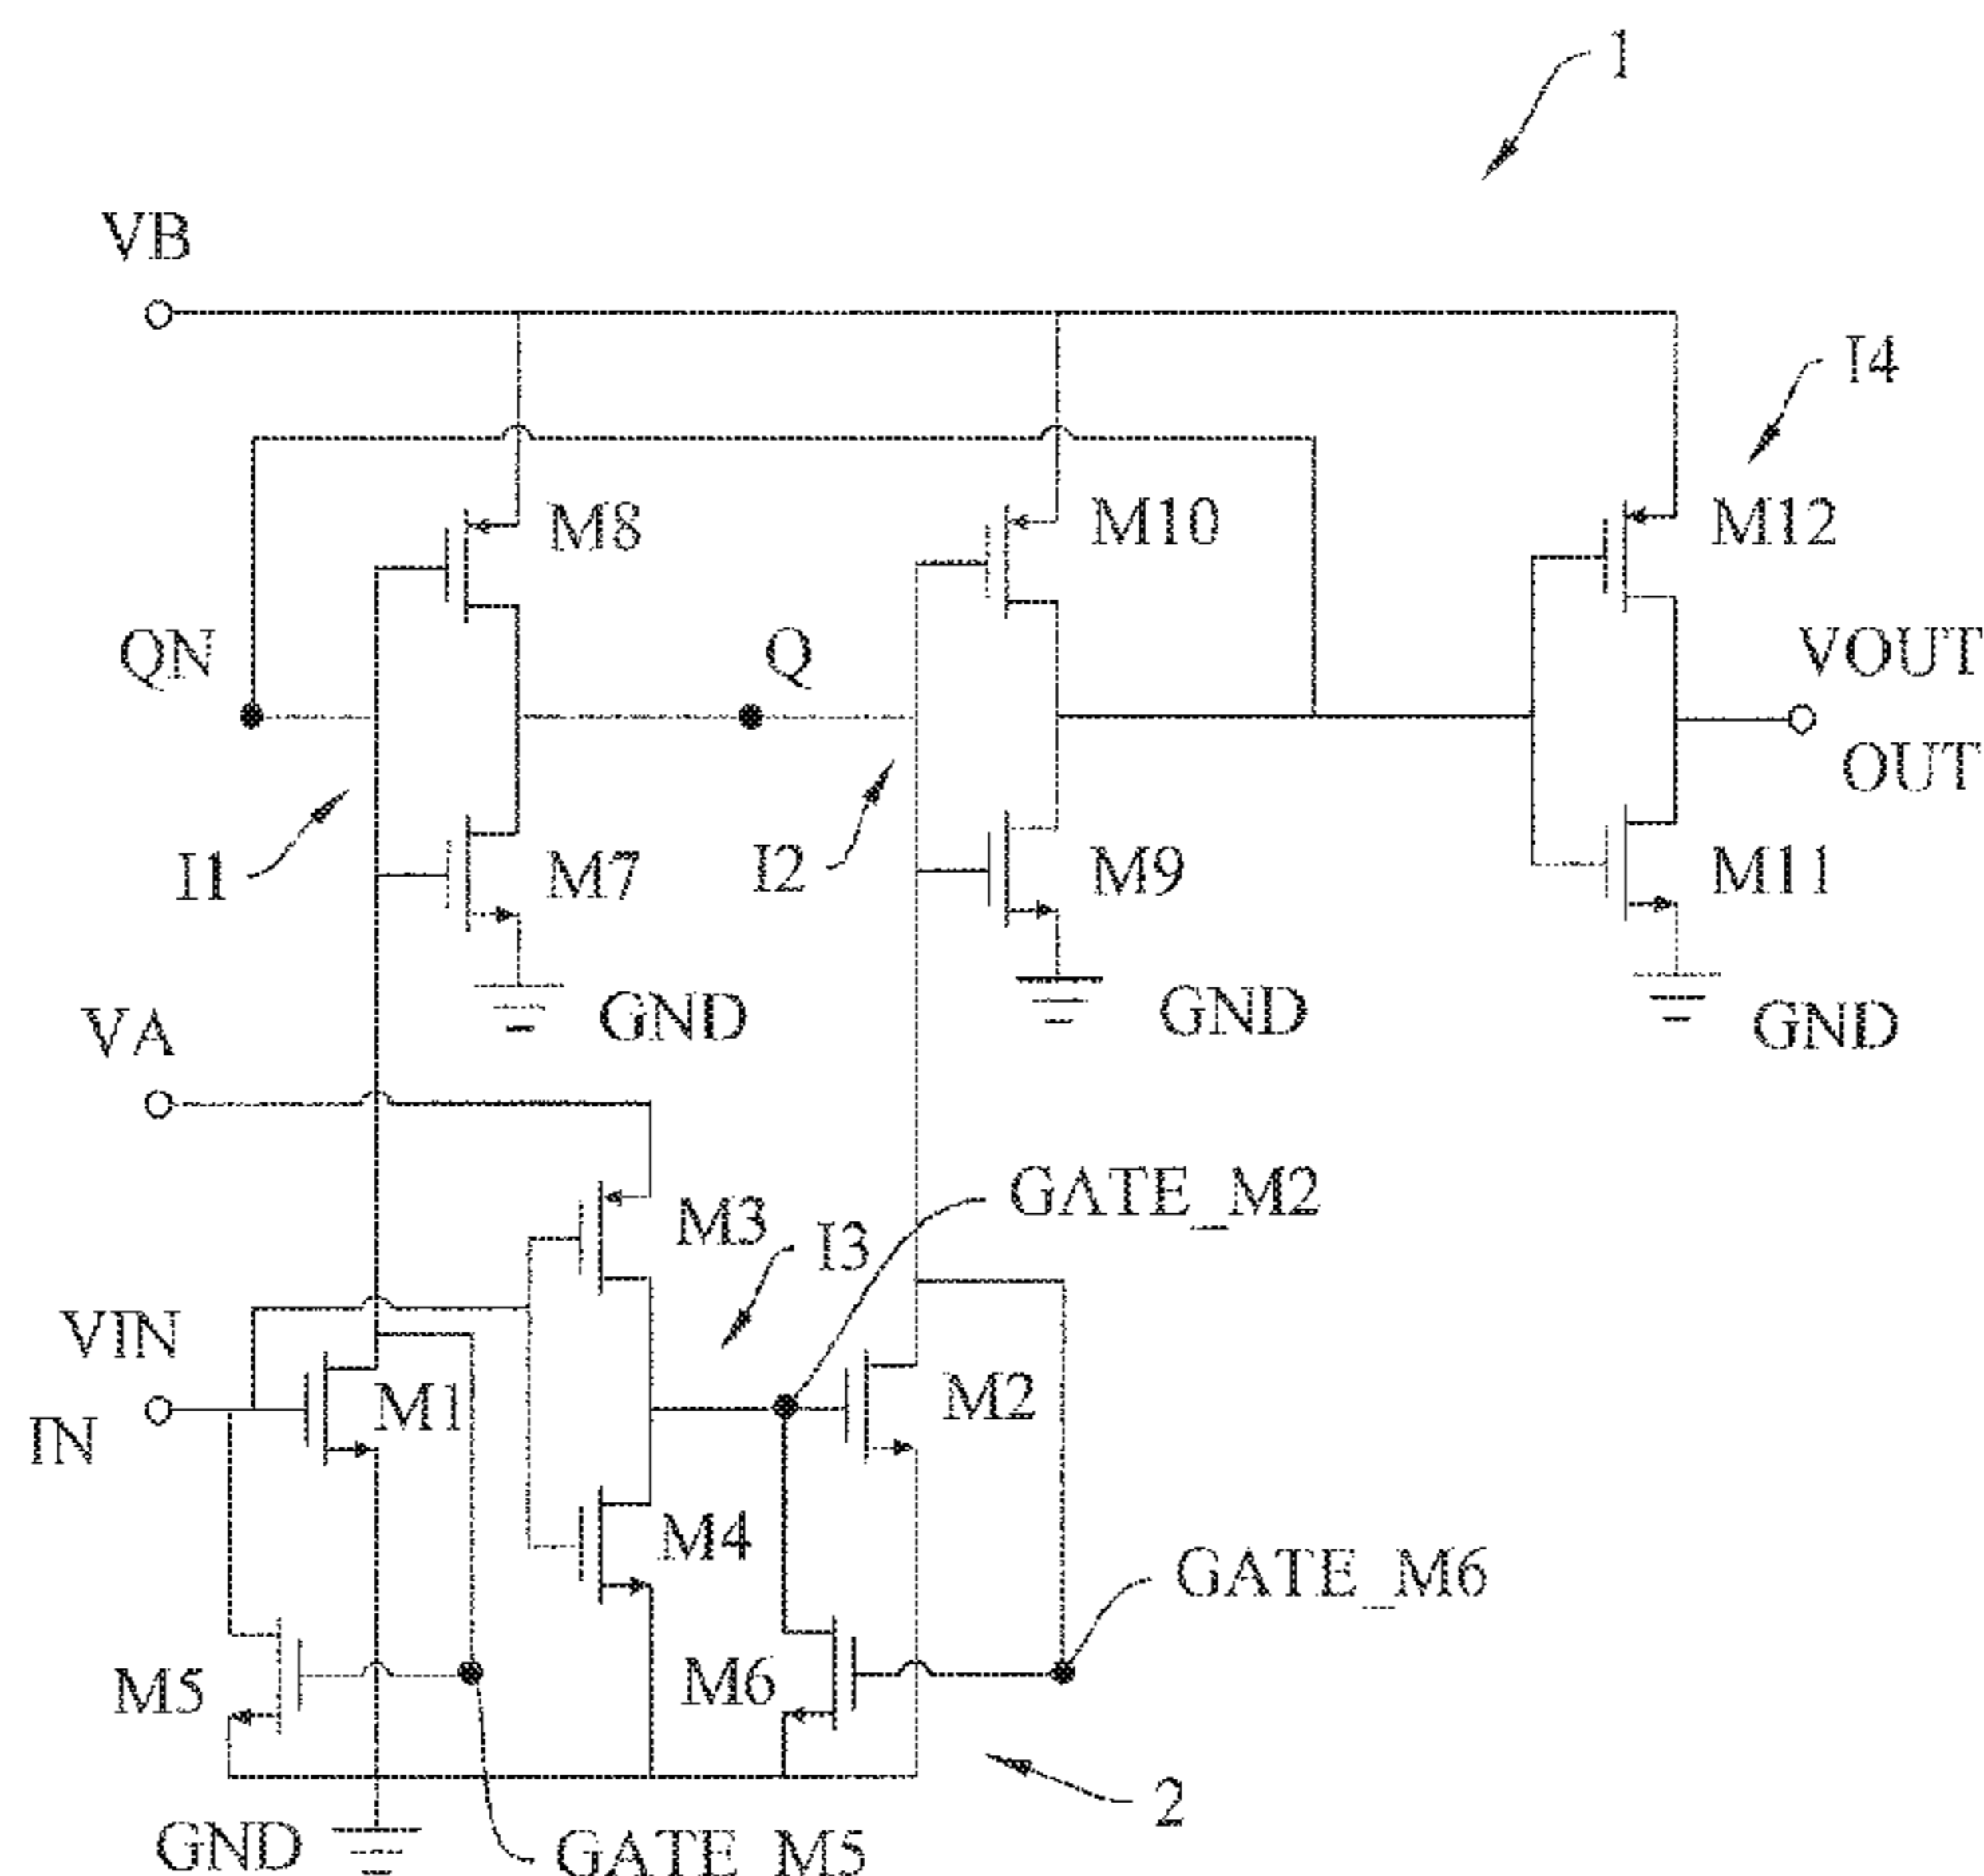 1
VB
I4
M8
M10
M12
QN
Q
VOUT
OUT
I1
M7
I2
M9
M11
VA
GND
GND
GND
M3
I3
GATE_M2
VIN
IN
M1
M2
M4
GATE_M6
M5
M6
2
GND
GATE_M5